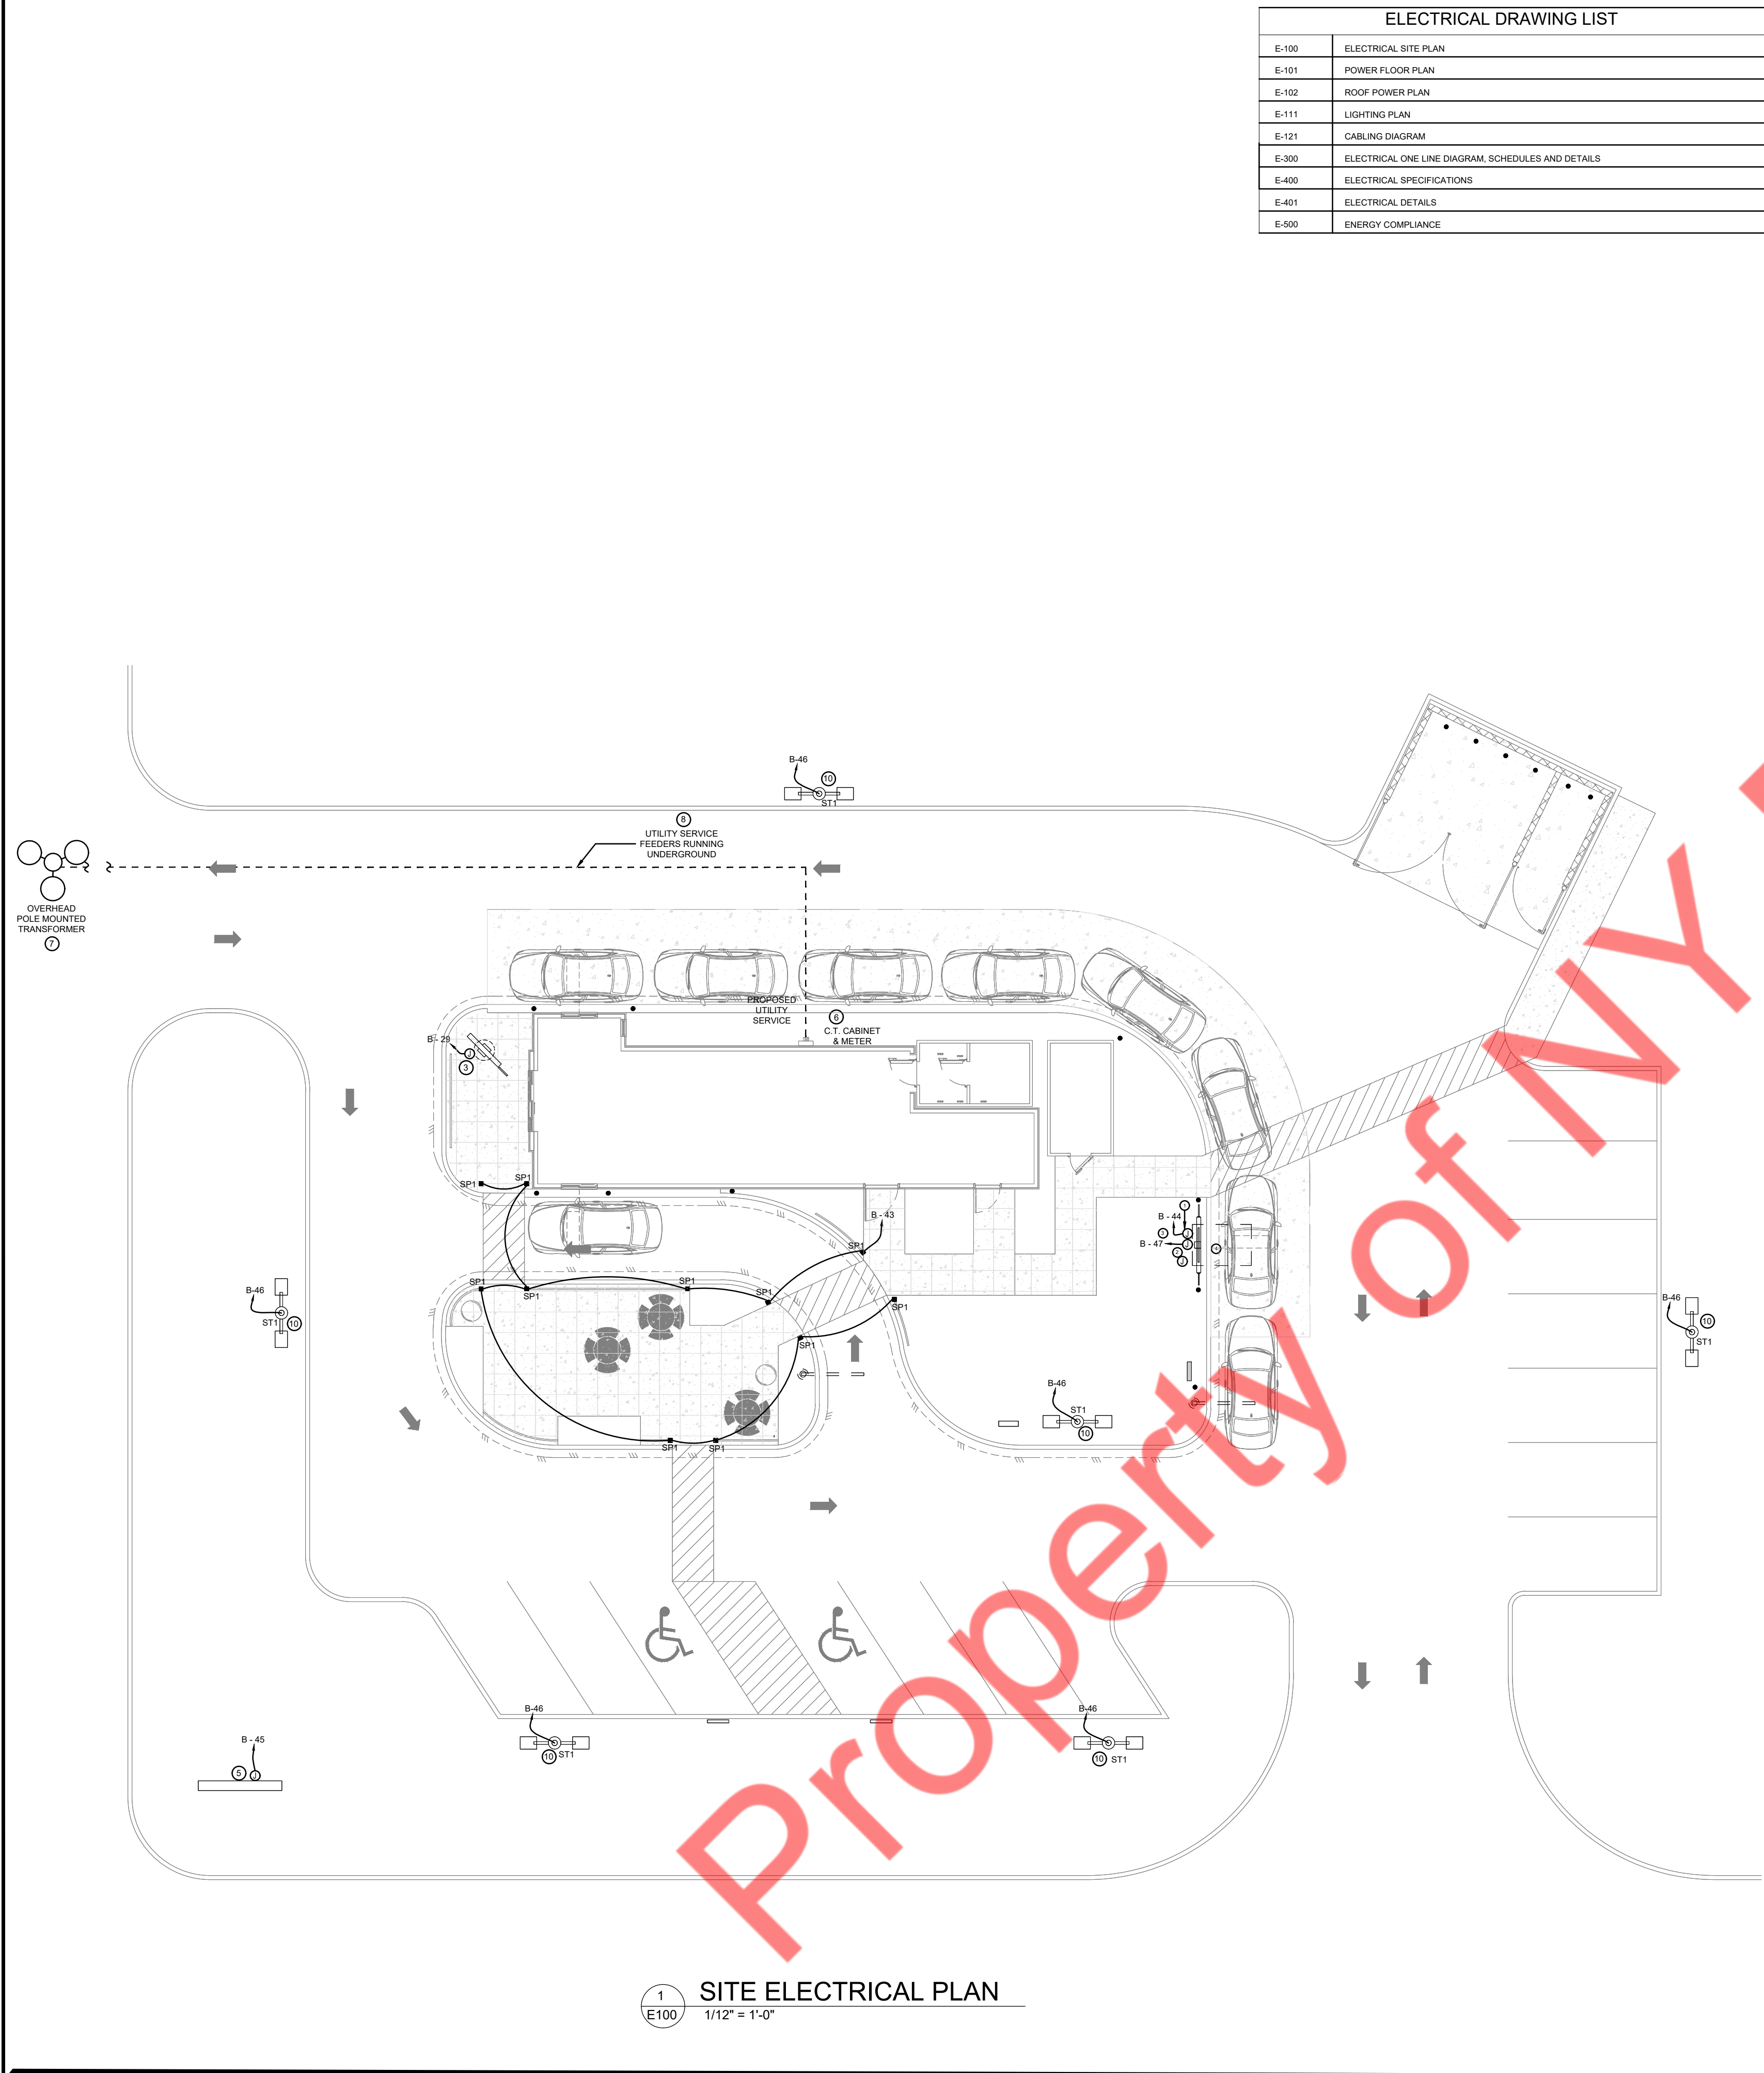 ELECTRICAL DRAWING LIST
E-100 ELECTRICAL SITE PLAN
E-101 POWER FLOOR PLAN
E-102 ROOF POWER PLAN
E-111 LIGHTING PLAN
E-121 CABLING DIAGRAM
E-300 ELECTRICAL ONE LINE DIAGRAM, SCHEDULES AND DETAILS
E-400 ELECTRICAL SPECIFICATIONS
E-401 ELECTRICAL DETAILS
E-500 ENERGY COMPLIANCE
B-46
10
ST1
8
UTILITY SERVICE
FEEDERS RUNNING
UNDERGROUND
OVERHEAD
POLE MOUNTED
TRANSFORMER
7
PROPOSED
UTILITY
SERVICE
6
C.T. CABINET
& METER
B - 29
J
3
SP1
SP1
B - 43
SP1
1
B - 44
3
J
B - 47
J
2
J
4
SP1
SP1
SP1
SP1
SP1
SP1
B-46
ST1
10
B-46
10
ST1
B-46
ST1
10
SP1
SP1
B-46
10
ST1
B-46
10
ST1
B - 45
5
J
Property of NY
1
E100
SITE ELECTRICAL PLAN
1/12" = 1'-0"